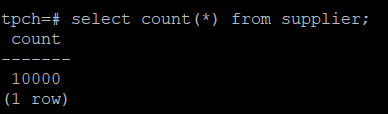 tpch=# select count(*) from supplier;
count
-------
10000
(1 row)